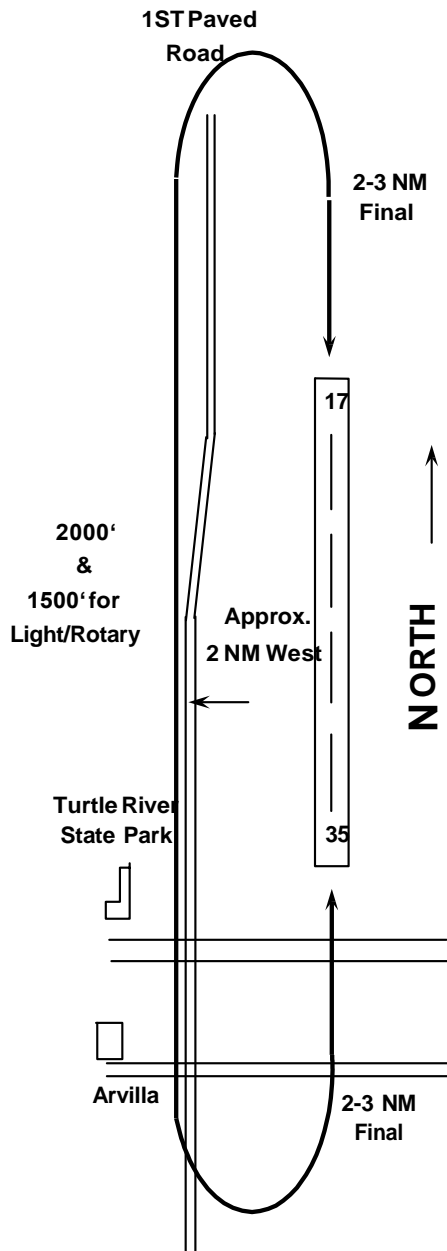 1ST Paved
Road
2-3 NM
Final
17
2000‘
&
1500‘ for
Light/Rotary
Approx.
2 NM West
NORTH
Turtle River
State Park
35
Arvilla
2-3 NM
Final